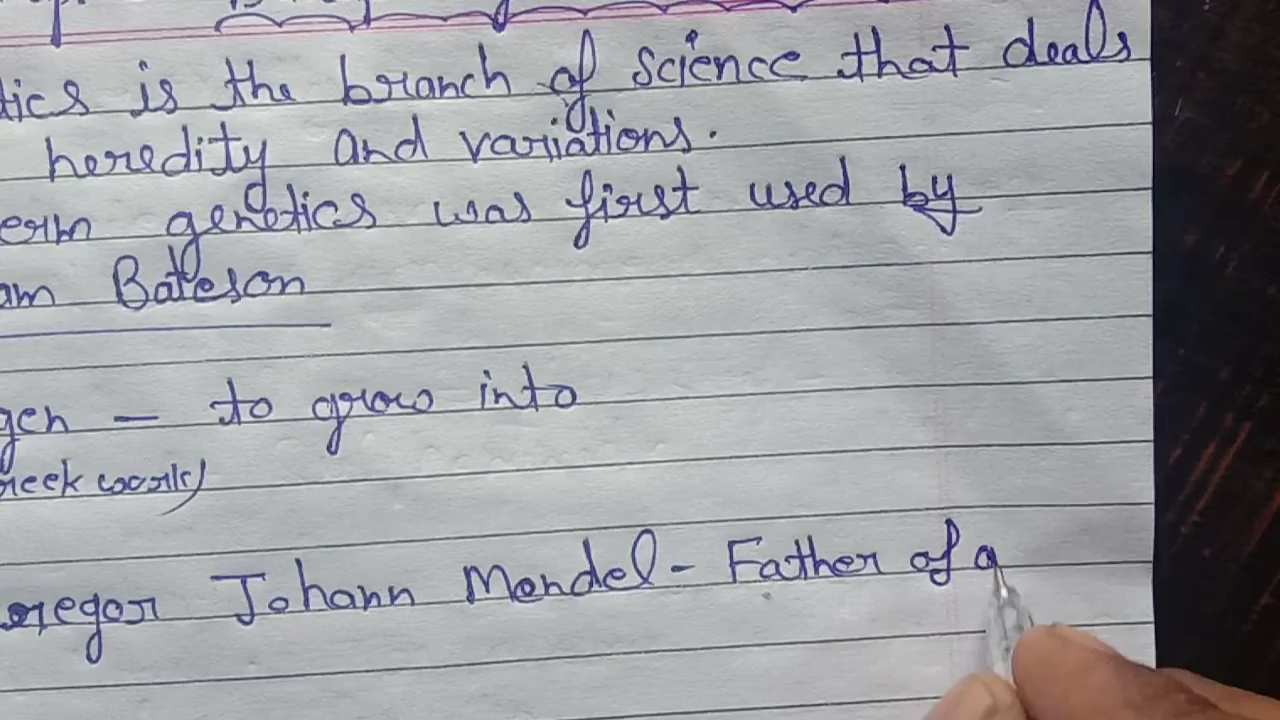 tics is the branch of science that deals
heredity and variations.
erm genetics was first used by
am Bateson
gen — to grow into
reek work)
regor Johann Mendel - Father of g